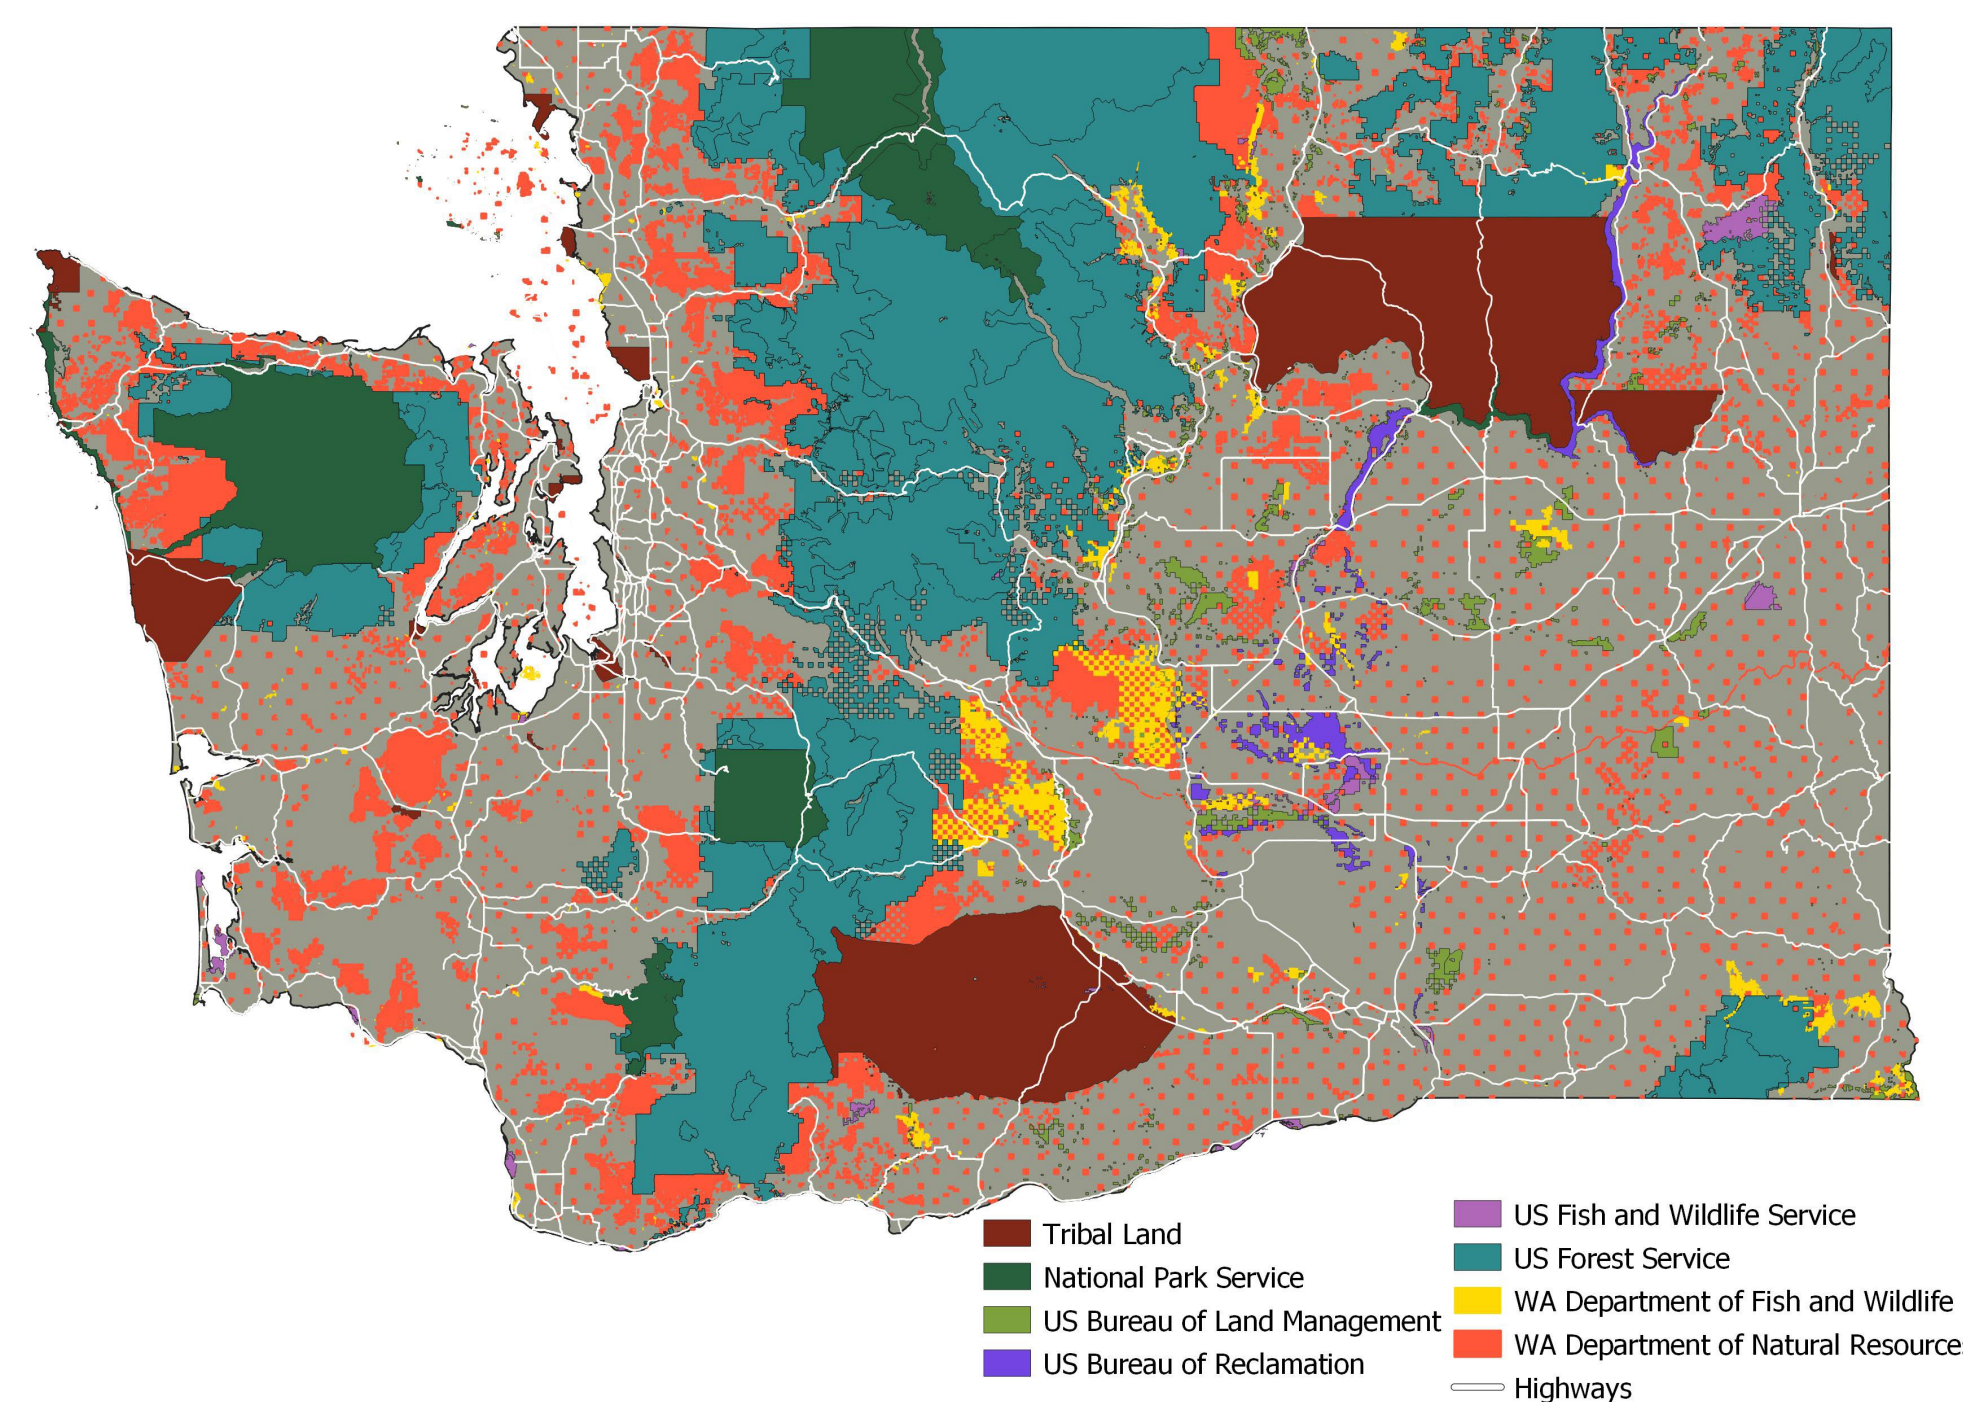 Tribal Land
National Park Service
US Bureau of Land Management
US Bureau of Reclamation
US Fish and Wildlife Service
US Forest Service
WA Department of Fish and Wildlife
WA Department of Natural Resources
Highways